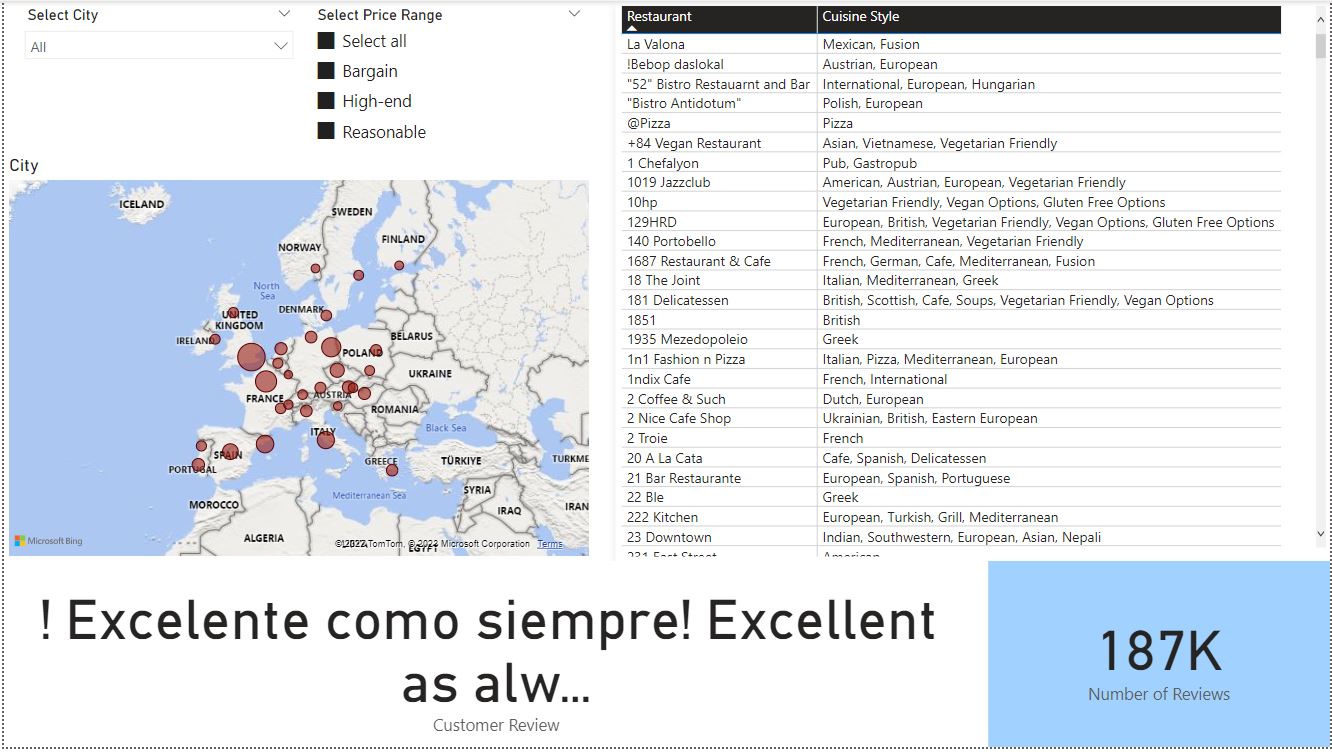 Select City
All
Select Price Range
Select all
Bargain
High-end
Reasonable
City
ICELAND
SWEDEN
FINLAND
NORWAY
North
Sea
DENMARK
UNITED
KINGDOM
IRELAND
BELARUS
POLAND
UKRAINE
FRANCE
AUSTRIA
ROMANIA
ITALY
Black Sea
SPAIN
GREECE
TÜRKIYE
TURKME
PORTUGAL
Mediterranean Sea
SYRIA
MOROCCO
IRAQ
IRAN
ALGERIA
EGYPT
Microsoft Bing
TomTom, © 2023 Microsoft Corporation Terms
Restaurant Cuisine Style
La Valona Mexican, Fusion
!Bebop daslokal Austrian, European
"52" Bistro Restauarnt and Bar International, European, Hungarian
"Bistro Antidotum" Polish, European
@Pizza Pizza
+84 Vegan Restaurant Asian, Vietnamese, Vegetarian Friendly
1 Chefalyon Pub, Gastropub
1019 Jazzclub American, Austrian, European, Vegetarian Friendly
10hp Vegetarian Friendly, Vegan Options, Gluten Free Options
129HRD European, British, Vegetarian Friendly, Vegan Options, Gluten Free Options
140 Portobello French, Mediterranean, Vegetarian Friendly
1687 Restaurant & Cafe French, German, Cafe, Mediterranean, Fusion
18 The Joint Italian, Mediterranean, Greek
181 Delicatessen British, Scottish, Cafe, Soups, Vegetarian Friendly, Vegan Options
1851 British
1935 Mezedopoleio Greek
1n1 Fashion n Pizza Italian, Pizza, Mediterranean, European
1ndix Cafe French, International
2 Coffee & Such Dutch, European
2 Nice Cafe Shop Ukrainian, British, Eastern European
2 Troie French
20 A La Cata Cafe, Spanish, Delicatessen
21 Bar Restaurante European, Spanish, Portuguese
22 Ble Greek
222 Kitchen European, Turkish, Grill, Mediterranean
23 Downtown Indian, Southwestern, European, Asian, Nepali
231 East Street American
! Excelente como siempre! Excellent
as alw...
Customer Review
187K
Number of Reviews